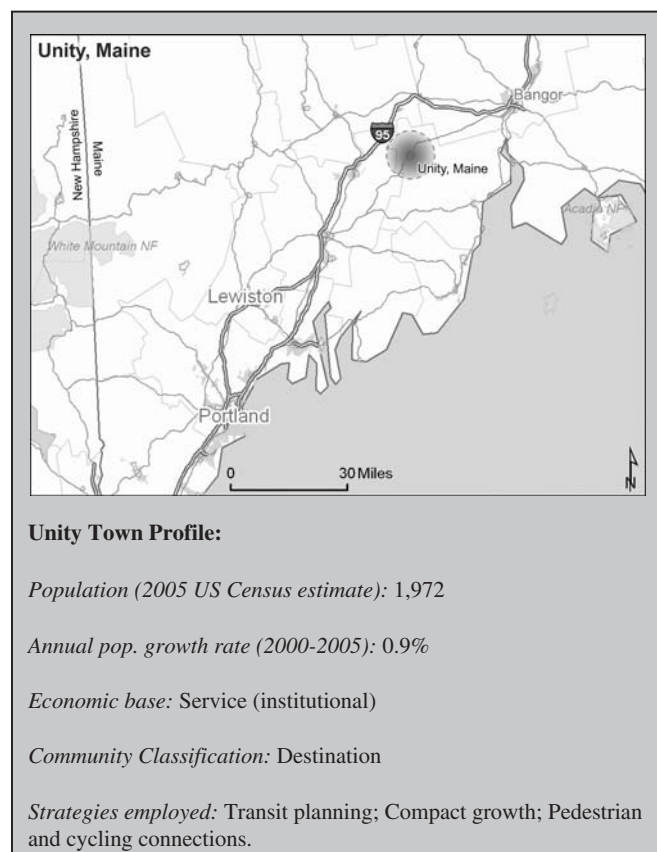 Unity, Maine
Bangor
95
Unity, Maine
New Hampshire
Maine
Acadia NP
White Mountain NF
Lewiston
Portland
0 30 Miles
N
Unity Town Profile:
Population (2005 US Census estimate): 1,972
Annual pop. growth rate (2000-2005): 0.9%
Economic base: Service (institutional)
Community Classification: Destination
Strategies employed: Transit planning; Compact growth; Pedestrian
and cycling connections.